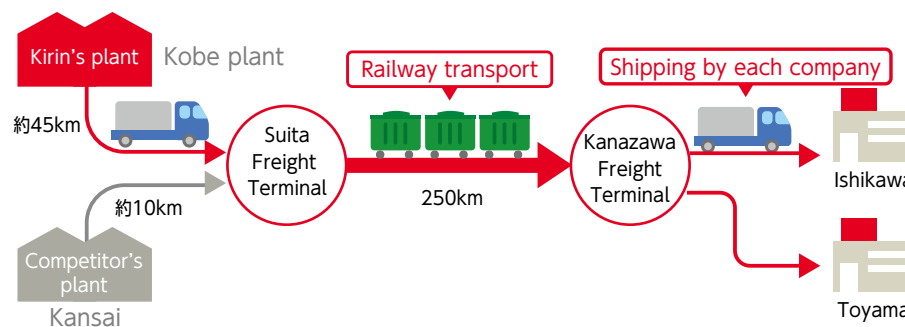 Kirin's plant
Kobe plant
Railway transport
Shipping by each company
約45km
Suita
Freight
Terminal
Kanazawa
Freight
Terminal
Ishikawa
250km
約10km
Competitor's
plant
Kansai
Toyama